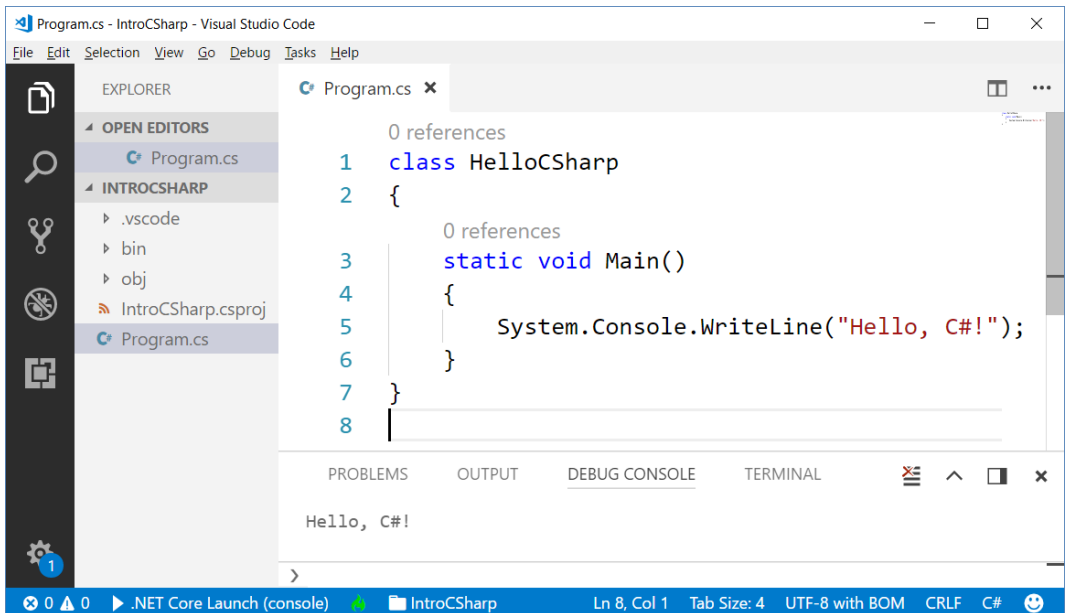 Program.cs - IntroCSharp - Visual Studio Code
File Edit Selection View Go Debug Tasks Help
EXPLORER
OPEN EDITORS
C# Program.cs
INTROCSHARP
.vscode
bin
obj
IntroCSharp.csproj
C# Program.cs
1
C# Program.cs
0 references
1 class HelloCSharp
2 {
0 references
3 static void Main()
4 {
5 System.Console.WriteLine("Hello, C#!");
6 }
7 }
8
PROBLEMS OUTPUT DEBUG CONSOLE TERMINAL
Hello, C#!
0 0 .NET Core Launch (console) IntroCSharp Ln 8, Col 1 Tab Size: 4 UTF-8 with BOM CRLF C#